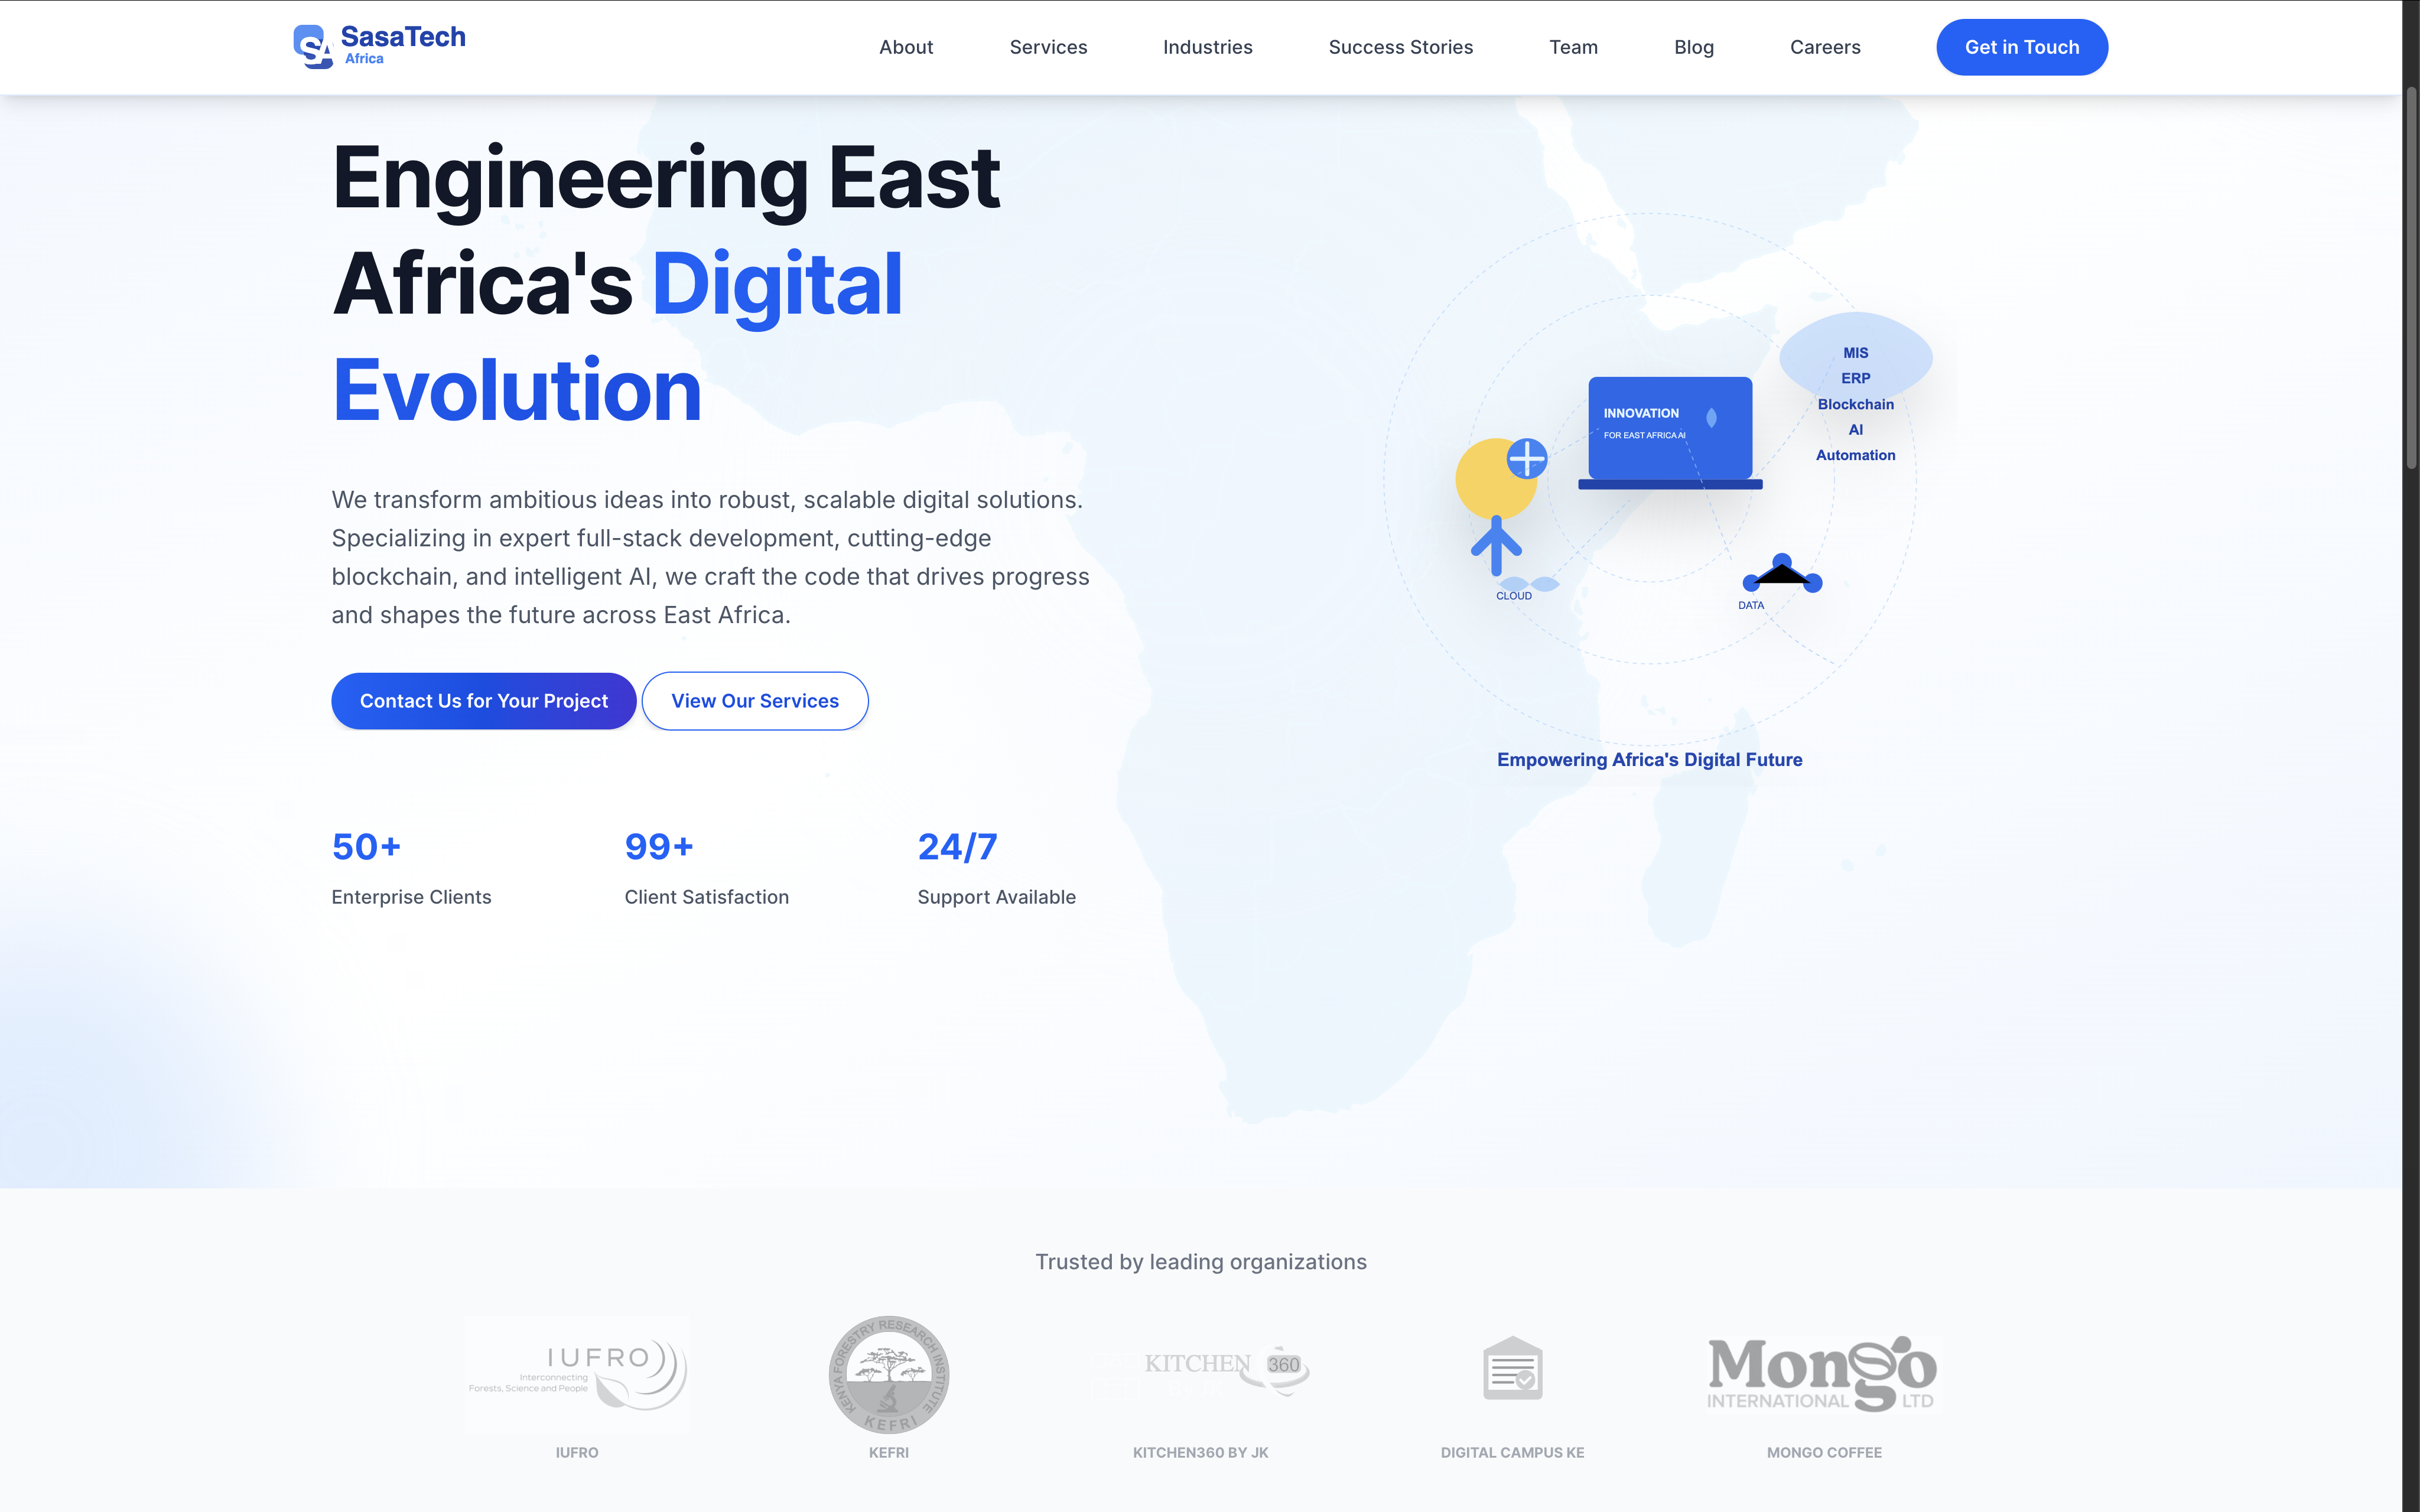 SA
SasaTech
Africa
About
Services
Industries
Success Stories
Team
Blog
Careers
Get in Touch
Engineering East
Africa's Digital
Evolution
We transform ambitious ideas into robust, scalable digital solutions.
Specializing in expert full-stack development, cutting-edge
blockchain, and intelligent AI, we craft the code that drives progress
and shapes the future across East Africa.
Contact Us for Your Project
View Our Services
50+
Enterprise Clients
99+
Client Satisfaction
24/7
Support Available
INNOVATION
FOR EAST AFRICA AI
MIS
ERP
Blockchain
AI
Automation
CLOUD
DATA
Empowering Africa's Digital Future
Trusted by leading organizations
IUFRO
Interconnecting
Forests, Science and People
IUFRO
KENYA FORESTRY RESEARCH INSTITUTE
KEFRI
KEFRI
KITCHEN 360
KITCHEN360 BY JK
DIGITAL CAMPUS KE
Mongo
INTERNATIONAL LTD
MONGO COFFEE